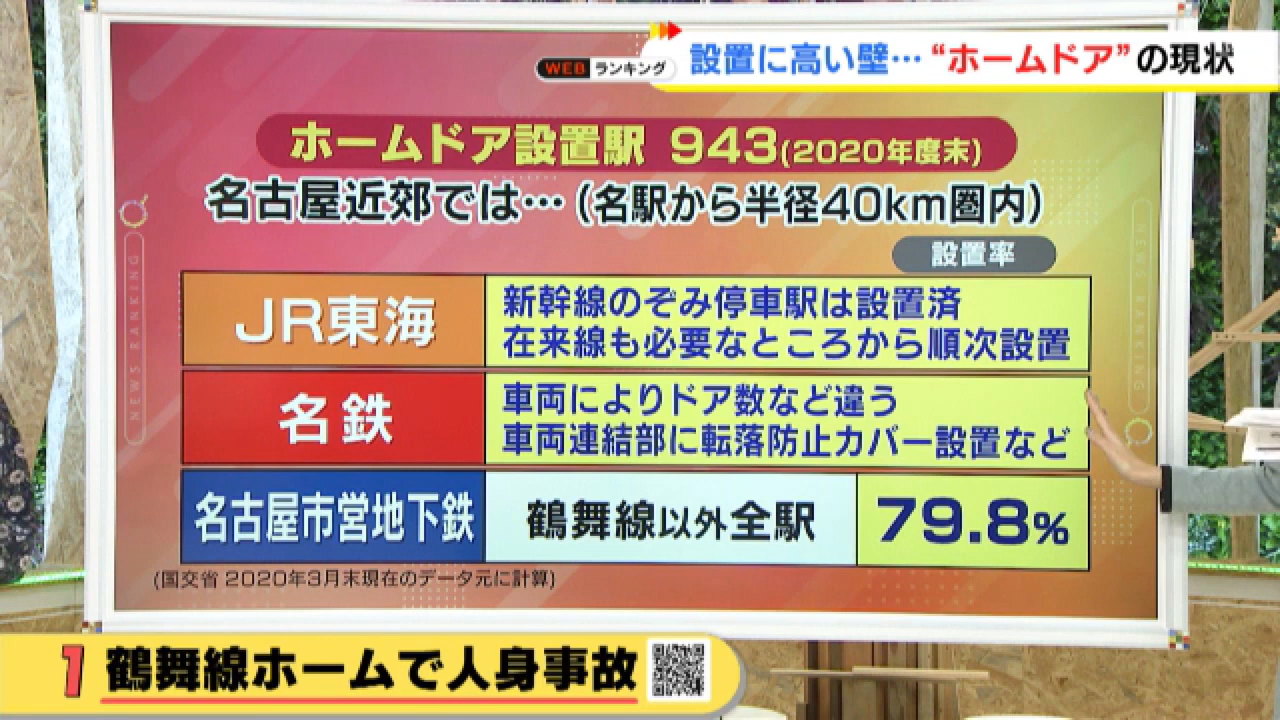 WEB ランキング
設置に高い壁…“ホームドア”の現状
ホームドア設置駅 943(2020年度末)
名古屋近郊では…(名駅から半径40km圏内)
設置率
JR東海
新幹線のぞみ停車駅は設置済
在来線も必要なところから順次設置
名鉄
車両によりドア数など違う
車両連結部に転落防止カバー設置など
名古屋市営地下鉄
鶴舞線以外全駅
79.8%
(国交省 2020年3月末現在のデータ元に計算)
NEWS RANKING
NEWS RANKING
1 鶴舞線ホームで人身事故